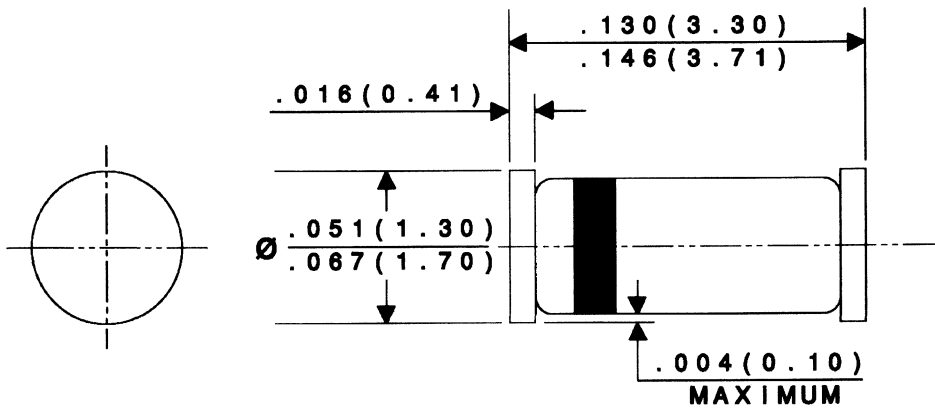 .130(3.30)
.146(3.71)
.016(0.41)
Ø .051(1.30)
.067(1.70)
.004(0.10)
MAXIMUM